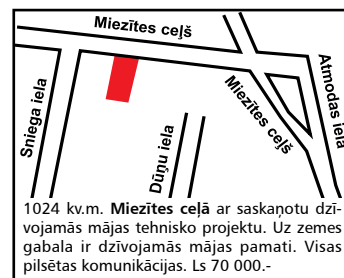 Miezītes ceļš
Sniega iela
Dūņu iela
Miezītes ceļš
Atmodas iela
1024 kv.m. Miezītes ceļā ar saskaņotu dzī-
vojamās mājas tehnisko projektu. Uz zemes
gabala ir dzīvojamās mājas pamati. Visas
pilsētas komunikācijas. Ls 70 000.-